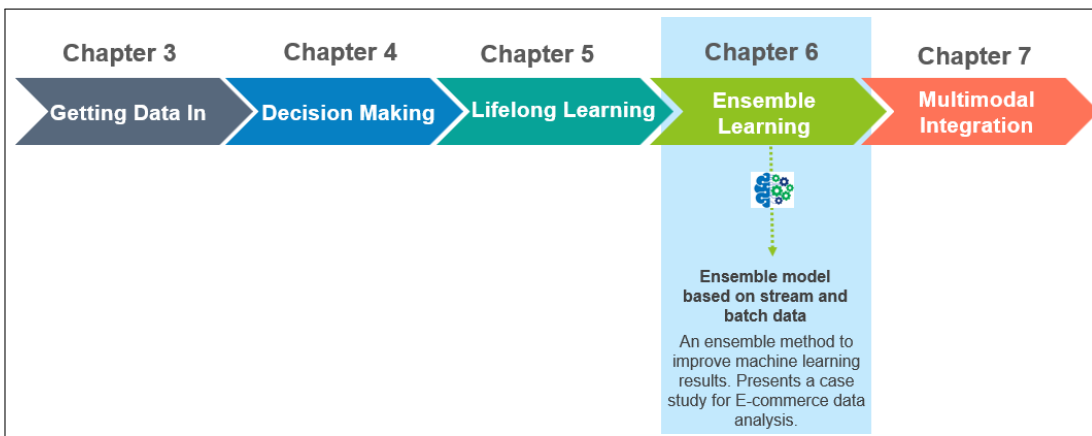 Chapter 3
Chapter 4
Chapter 5
Chapter 6
Chapter 7
Getting Data In
Decision Making
Lifelong Learning
Ensemble
Learning
Multimodal
Integration
Ensemble model
based on stream and
batch data
An ensemble method to
improve machine learning
results. Presents a case
study for E-commerce data
analysis.